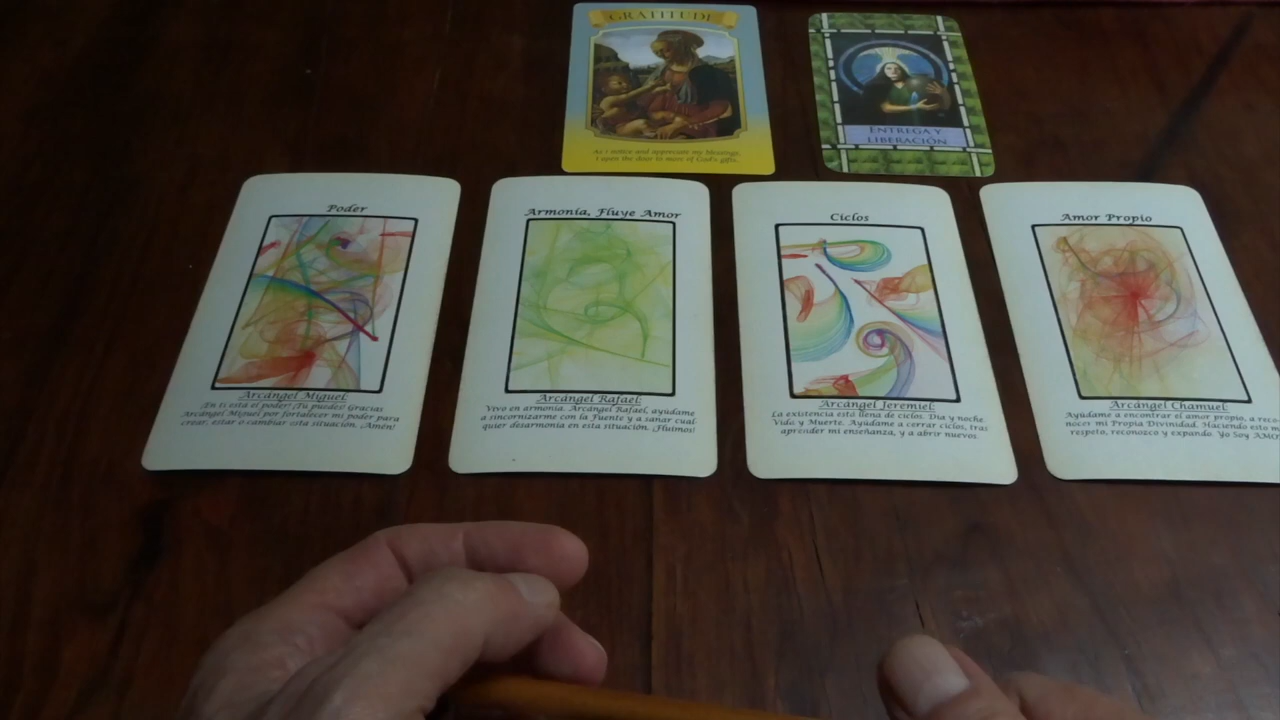 GRATITUDE
As I notice and appreciate my blessings,
I open the door to more of God's gifts.
ENTREGA Y
LIBERACIÓN
Poder
Arcángel Miguel:
¡En ti esta el poder! ¡Tú puedes! Gracias
Arcángel Miguel por fortalecer mi poder para
crear, estar o cambiar esta situación. ¡Amén!
Armonía, Fluye Amor
Arcángel Rafael:
Vivo en armonía. Arcángel Rafael, ayúdame
a sincornizarme con la Fuente y a sanar cual
quier desarmonía en esta situación. ¡Fluimos!
Ciclos
Arcángel Jeremiel:
La existencia está llena de ciclos. Día y noche,
Vida y Muerte. Ayúdame a cerrar ciclos, tras
aprender mi enseñanza, y a abrir nuevos.
Amor Propio
Arcángel Chamuel:
Ayúdame a encontrar el amor propio, a reco
nocer mi Propia Divinidad. Haciendo esto m
respeto, reconozco y expando. Yo Soy AMO